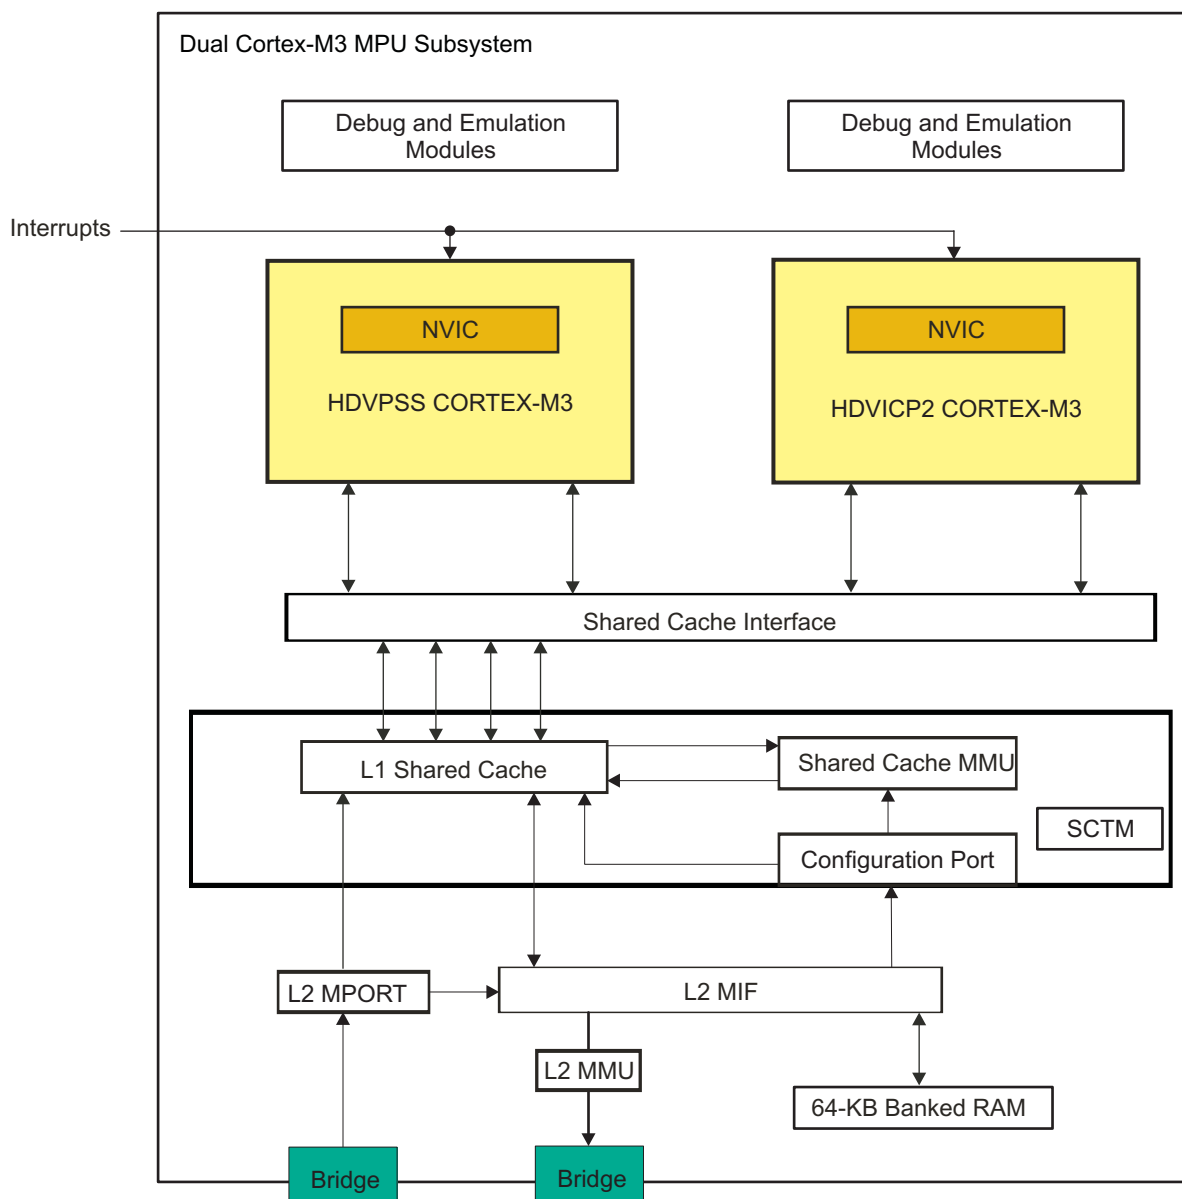 Dual Cortex-M3 MPU Subsystem
Debug and Emulation
Modules
Debug and Emulation
Modules
Interrupts
NVIC
HDVPSS CORTEX-M3
NVIC
HDVICP2 CORTEX-M3
Shared Cache Interface
L1 Shared Cache
Shared Cache MMU
SCTM
Configuration Port
L2 MPORT
L2 MIF
L2 MMU
64-KB Banked RAM
Bridge
Bridge